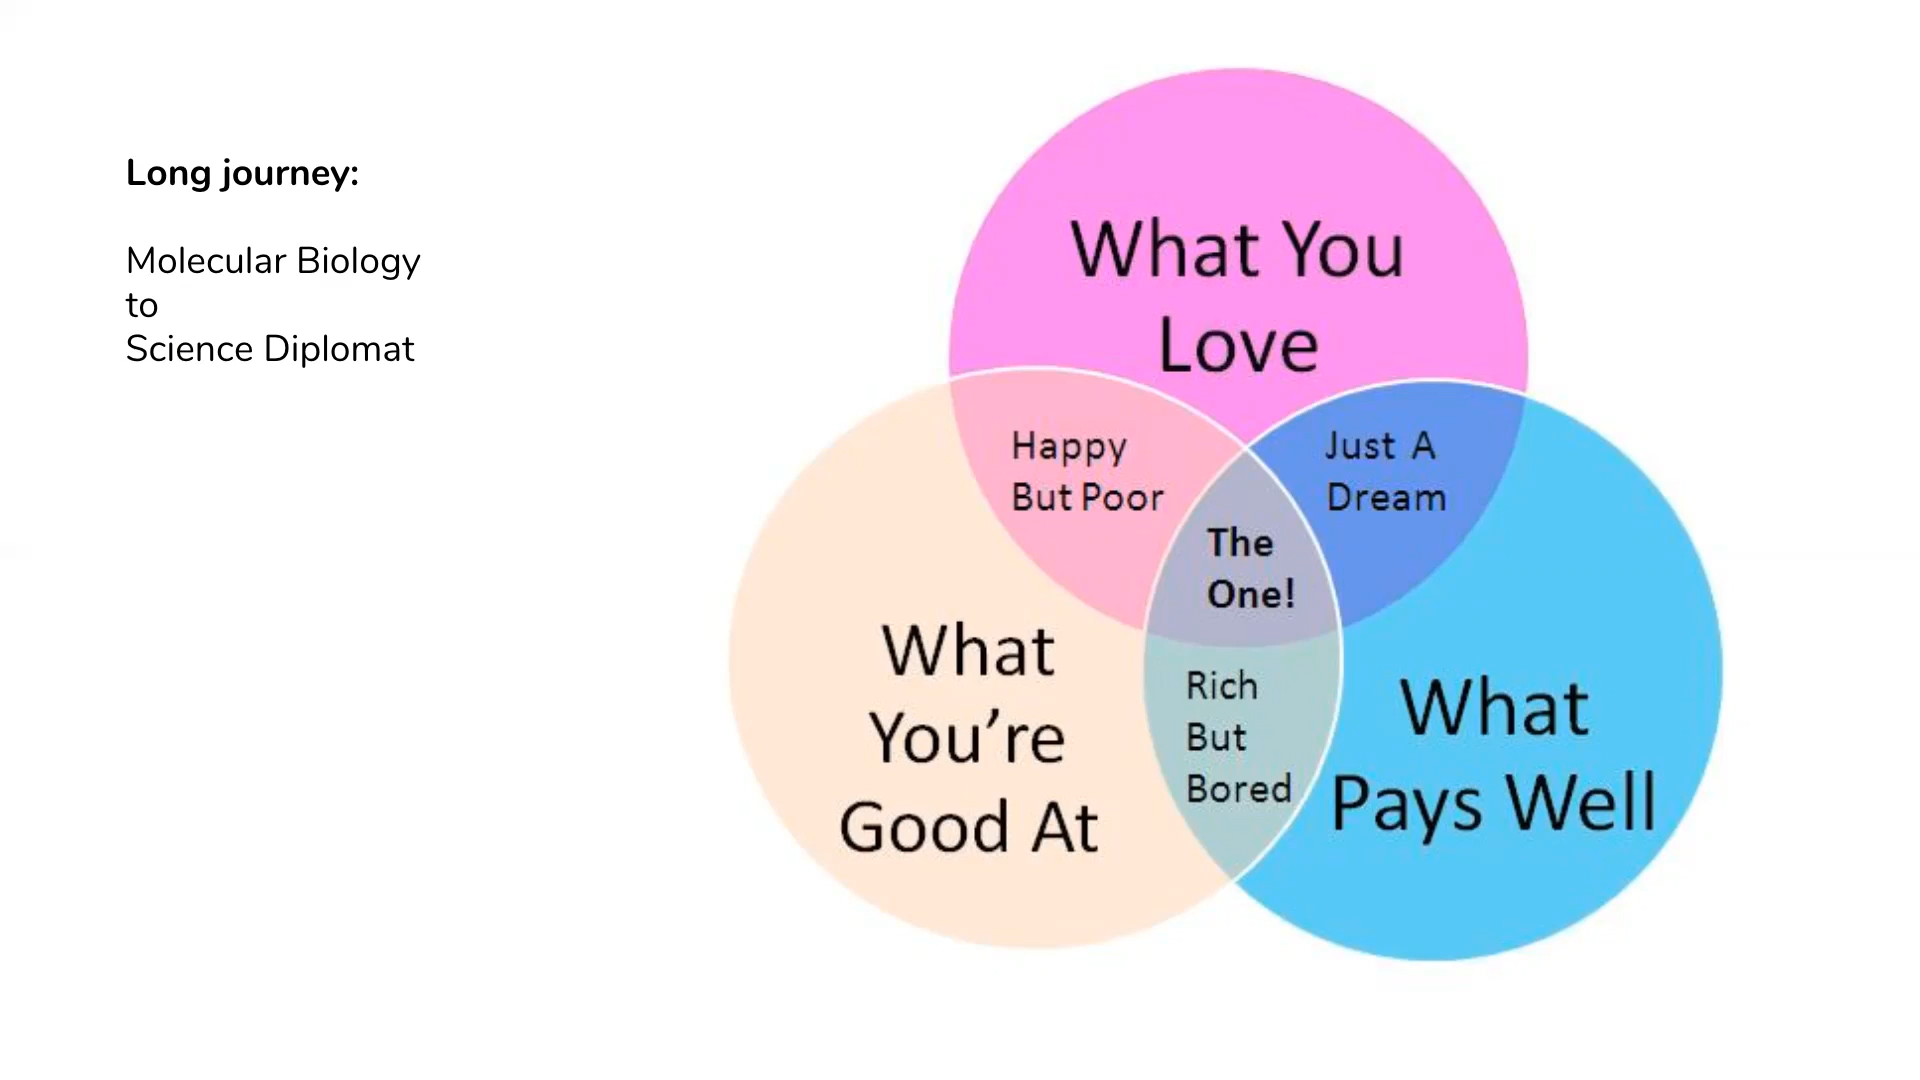 Long journey:
Molecular Biology
to
Science Diplomat
What You
Love
Happy
But Poor
Just A
Dream
The
One!
What
You’re
Good At
Rich
But
Bored
What
Pays Well